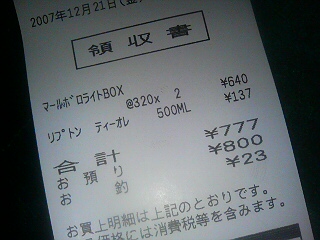 2007年12月21日(金)
領収書
マールボロライトBOX
@320x 2 ¥640
リプトン ティーオレ 500ML ¥137
合計 ¥777
お預り ¥800
お釣 ¥23
お買上明細は上記のとおりです。
価格には消費税等を含みます。